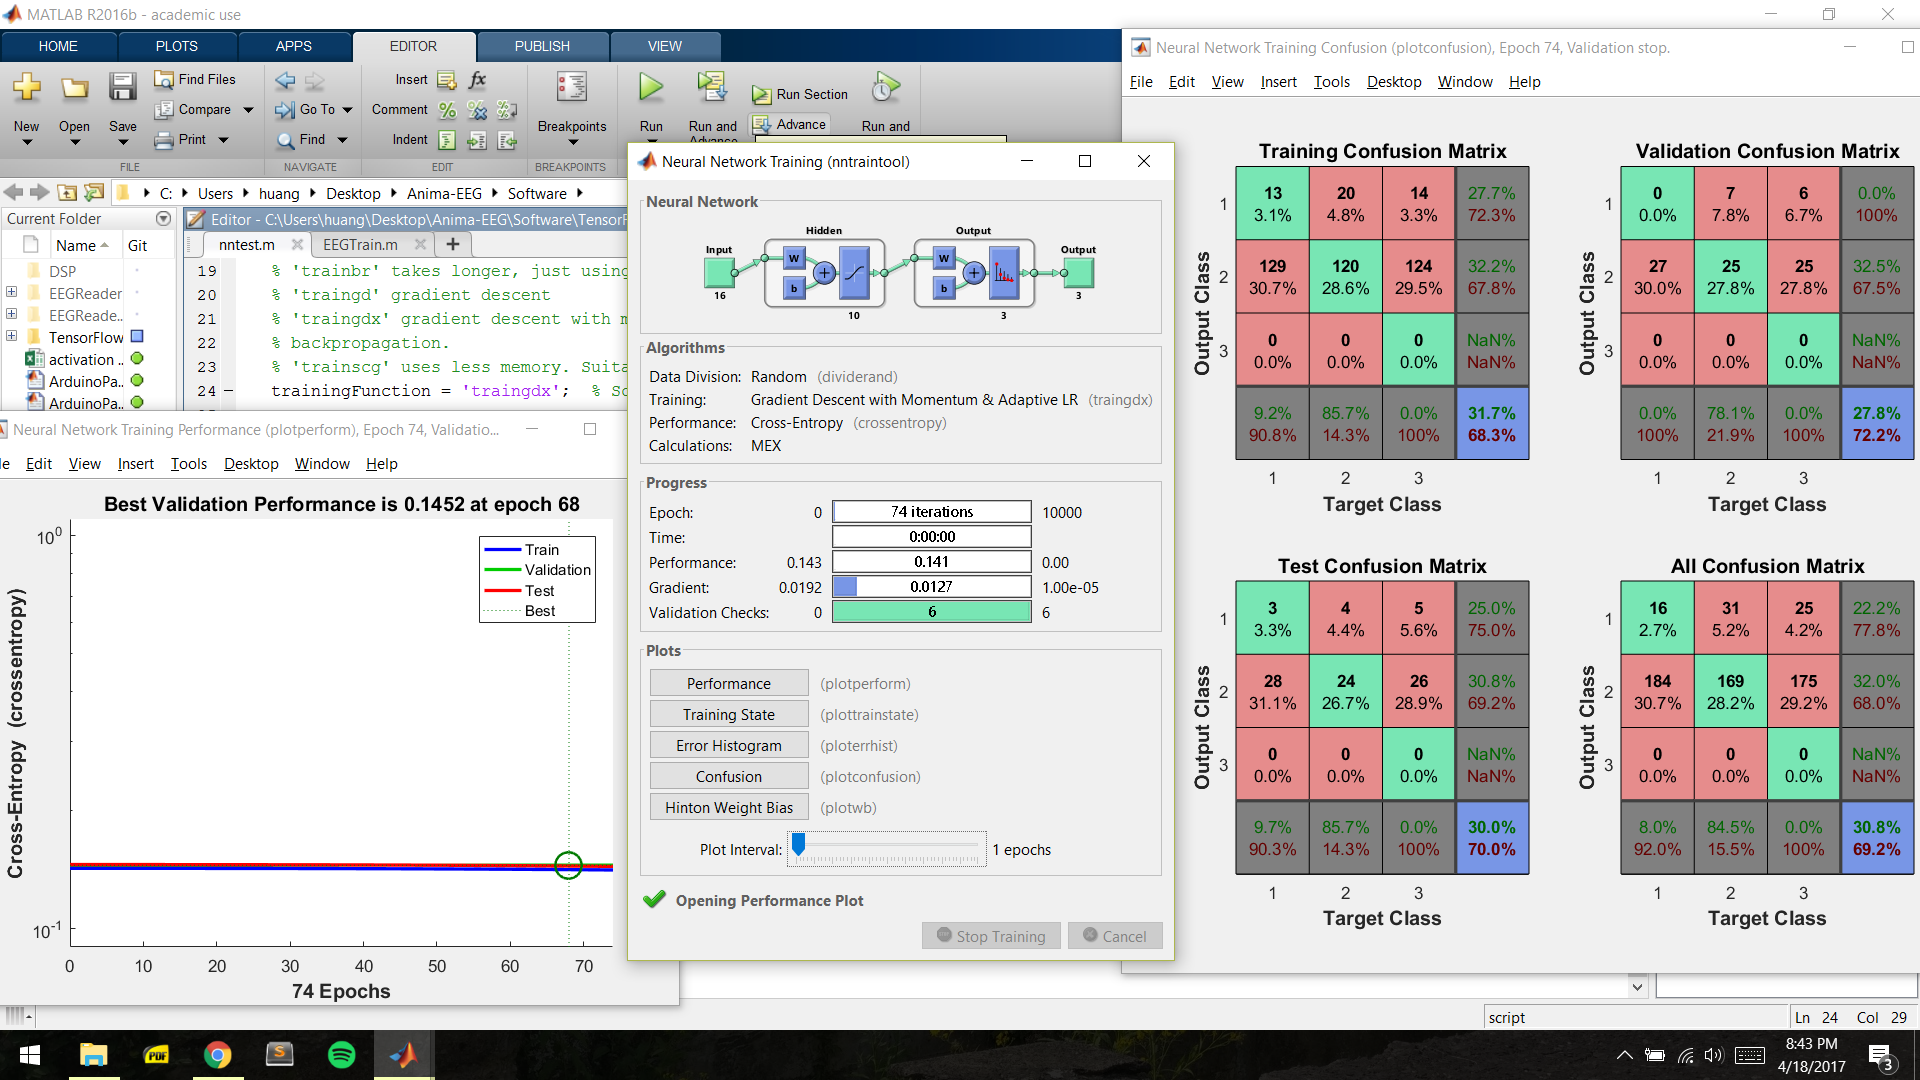 MATLAB R2016b - academic use
HOME PLOTS APPS EDITOR PUBLISH VIEW
New Open Save
Find Files
Compare
Print
FILE
Go To
Find
NAVIGATE
Insert
Comment
Indent
EDIT
Breakpoints
BREAKPOINTS
Run
Run and
Run Section
Advance
Run and
C: Users huang Desktop Anima-EEG Software
Current Folder
Name Git
DSP
EEGReader
EEGReade..
TensorFlow
activation ..
ArduinoPa..
ArduinoPa..
Editor - C:\Users\huang\Desktop\Anima-EEG\Software\TensorF
nntest.m EEGTrain.m
19 % 'trainbr' takes longer, just using
20 % 'traingd' gradient descent
21 % 'traingdx' gradient descent with m
22 % backpropagation.
23 % 'trainscg' uses less memory. Suita
24 trainingFunction = 'traingdx'; % Sc
Neural Network Training Performance (plotperform), Epoch 74, Validatio...
le Edit View Insert Tools Desktop Window Help
Best Validation Performance is 0.1452 at epoch 68
Train
Validation
Test
Best
10^0
10^-1
Cross-Entropy (crossentropy)
0 10 20 30 40 50 60 70
74 Epochs
Neural Network Training (nntraintool)
Neural Network
Input Hidden Output Output
W b W b
16 10 3 3
Algorithms
Data Division: Random (dividerand)
Training: Gradient Descent with Momentum & Adaptive LR (traingdx)
Performance: Cross-Entropy (crossentropy)
Calculations: MEX
Progress
Epoch: 0 74 iterations 10000
Time: 0:00:00
Performance: 0.143 0.141 0.00
Gradient: 0.0192 0.0127 1.00e-05
Validation Checks: 0 6 6
Plots
Performance (plotperform)
Training State (plottrainstate)
Error Histogram (ploterrhist)
Confusion (plotconfusion)
Hinton Weight Bias (plotwb)
Plot Interval: 1 epochs
Opening Performance Plot
Stop Training Cancel
Neural Network Training Confusion (plotconfusion), Epoch 74, Validation stop.
File Edit View Insert Tools Desktop Window Help
Training Confusion Matrix
Output Class
1 13 20 14 27.7%
3.1% 4.8% 3.3% 72.3%
2 129 120 124 32.2%
30.7% 28.6% 29.5% 67.8%
3 0 0 0 NaN%
0.0% 0.0% 0.0% NaN%
9.2% 85.7% 0.0% 31.7%
90.8% 14.3% 100% 68.3%
1 2 3
Target Class
Validation Confusion Matrix
Output Class
1 0 7 6 0.0%
0.0% 7.8% 6.7% 100%
2 27 25 25 32.5%
30.0% 27.8% 27.8% 67.5%
3 0 0 0 NaN%
0.0% 0.0% 0.0% NaN%
0.0% 78.1% 0.0% 27.8%
100% 21.9% 100% 72.2%
1 2 3
Target Class
Test Confusion Matrix
Output Class
1 3 4 5 25.0%
3.3% 4.4% 5.6% 75.0%
2 28 24 26 30.8%
31.1% 26.7% 28.9% 69.2%
3 0 0 0 NaN%
0.0% 0.0% 0.0% NaN%
9.7% 85.7% 0.0% 30.0%
90.3% 14.3% 100% 70.0%
1 2 3
Target Class
All Confusion Matrix
Output Class
1 16 31 25 22.2%
2.7% 5.2% 4.2% 77.8%
2 184 169 175 32.0%
30.7% 28.2% 29.2% 68.0%
3 0 0 0 NaN%
0.0% 0.0% 0.0% NaN%
8.0% 84.5% 0.0% 30.8%
92.0% 15.5% 100% 69.2%
1 2 3
Target Class
script Ln 24 Col 29
PDF
8:43 PM
4/18/2017
3